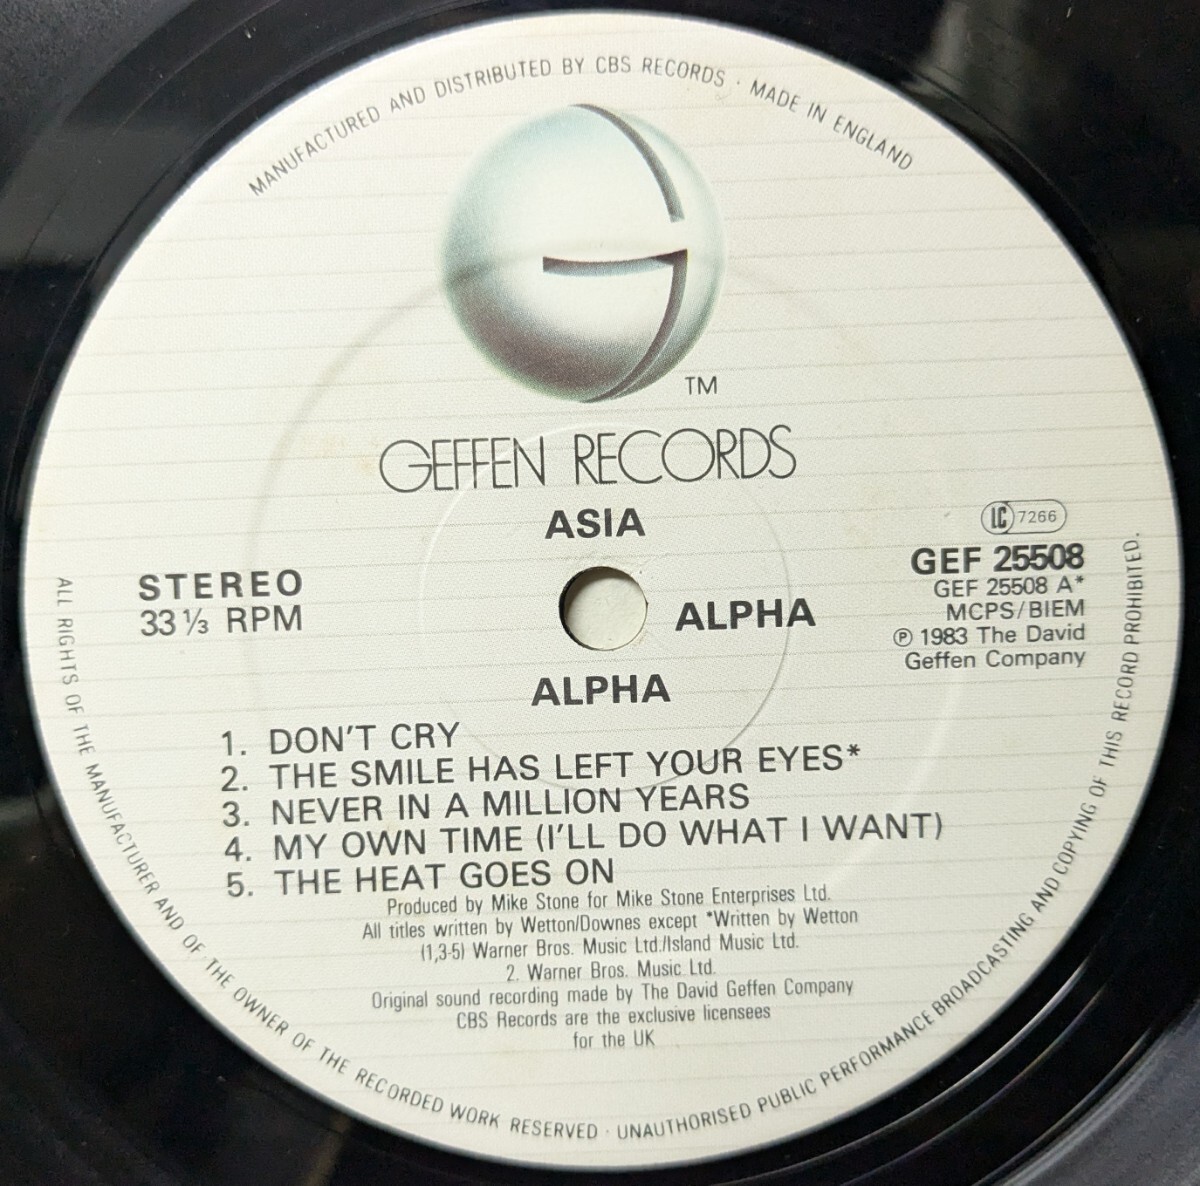 MANUFACTURED AND DISTRIBUTED BY CBS RECORDS · MADE IN ENGLAND
TM
GEFFEN RECORDS
ASIA
LC 7266
STEREO
33 ⅓ RPM
ALPHA
GEF 25508
GEF 25508 A*
MCPS/BIEM
℗ 1983 The David
Geffen Company
ALPHA
1. DON'T CRY
2. THE SMILE HAS LEFT YOUR EYES*
3. NEVER IN A MILLION YEARS
4. MY OWN TIME (I'LL DO WHAT I WANT)
5. THE HEAT GOES ON
Produced by Mike Stone for Mike Stone Enterprises Ltd.
All titles written by Wetton/Downes except *Written by Wetton
(1,3-5) Warner Bros. Music Ltd./Island Music Ltd.
2. Warner Bros. Music Ltd.
Original sound recording made by The David Geffen Company
CBS Records are the exclusive licensees
for the UK
ALL RIGHTS OF THE MANUFACTURER AND OF THE OWNER OF THE RECORDED WORK RESERVED · UNAUTHORISED PUBLIC PERFORMANCE BROADCASTING AND COPYING OF THIS RECORD PROHIBITED.